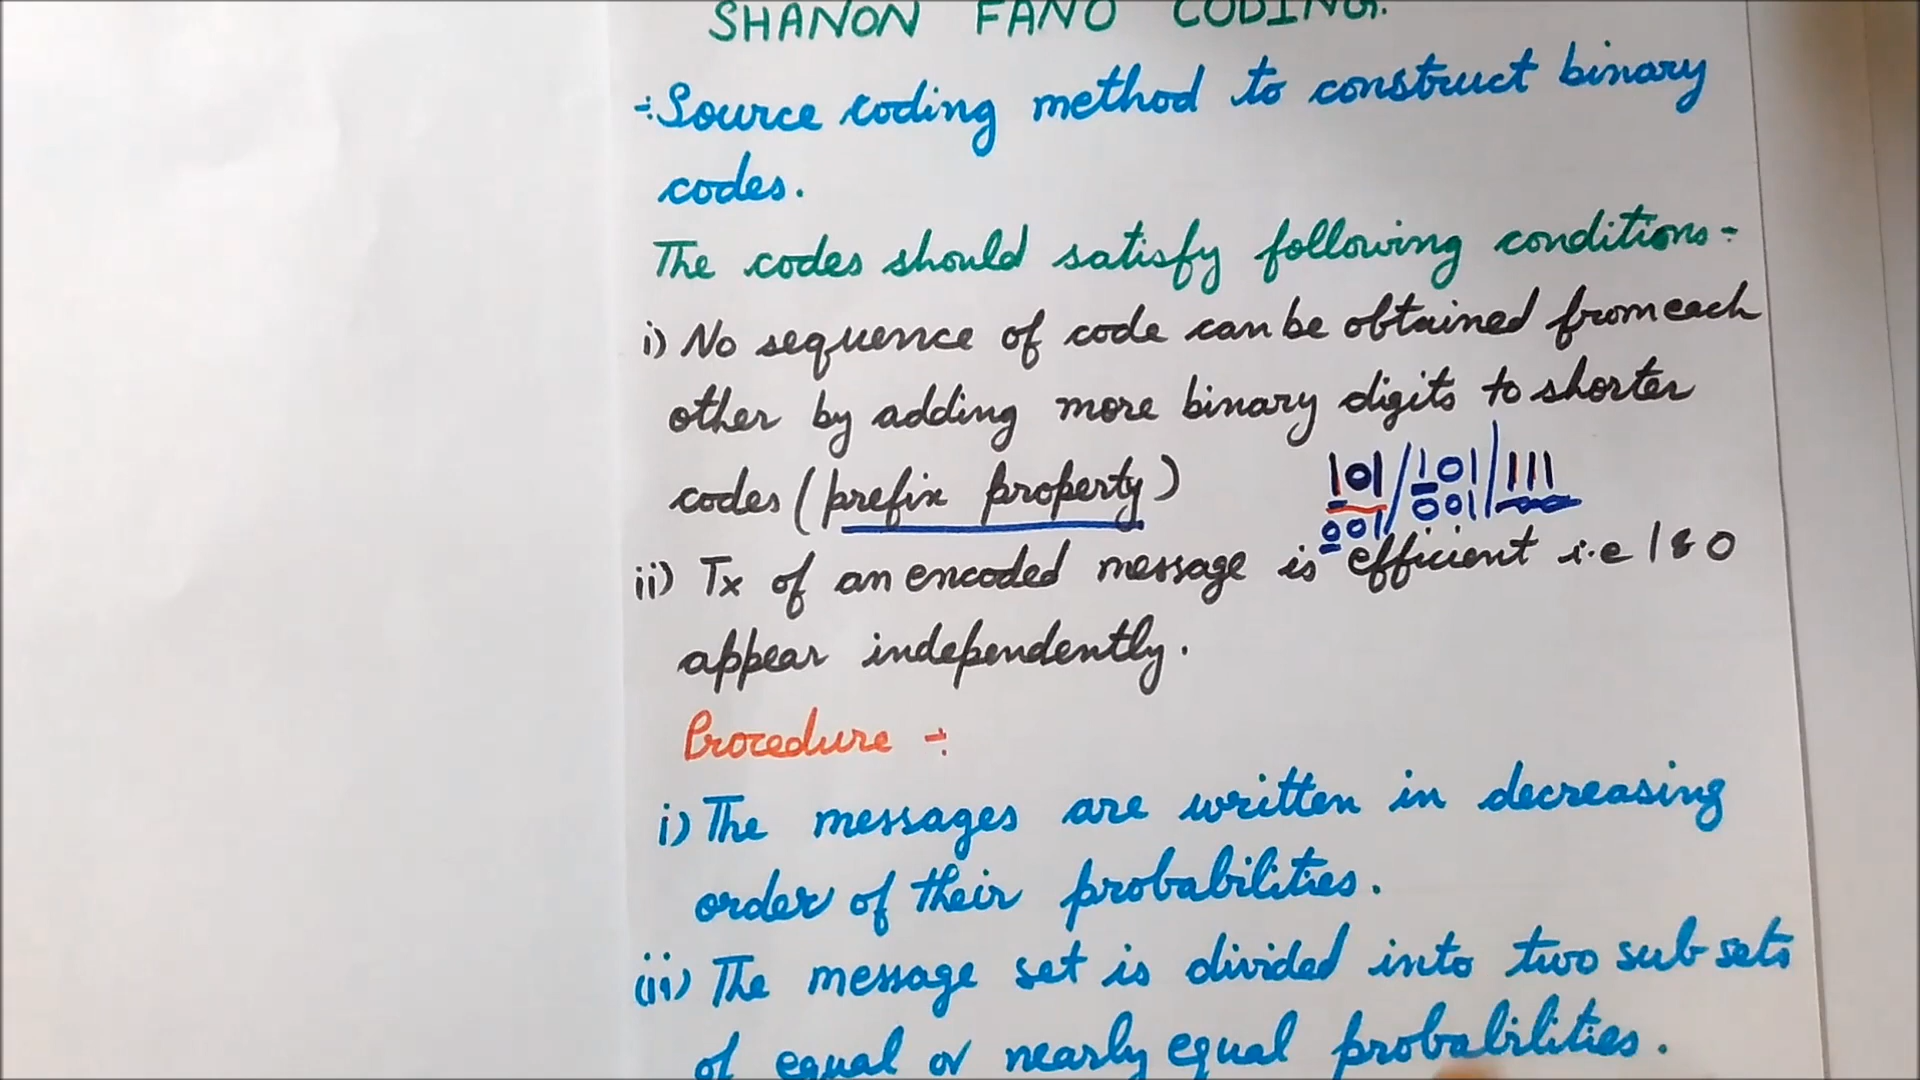 SHANON FANO CODING.
÷Source coding method to construct binary
codes.
The codes should satisfy following conditions÷
i) No sequence of code can be obtained from each
other by adding more binary digits to shorter
codes (prefix property) 101/101/111
001/001
ii) Tx of an encoded message is efficient i.e 1 & 0
appear independently.
Procedure ÷
i) The messages are written in decreasing
order of their probabilities.
(ii) The message set is divided into two sub sets
of equal or nearly equal probabilities.